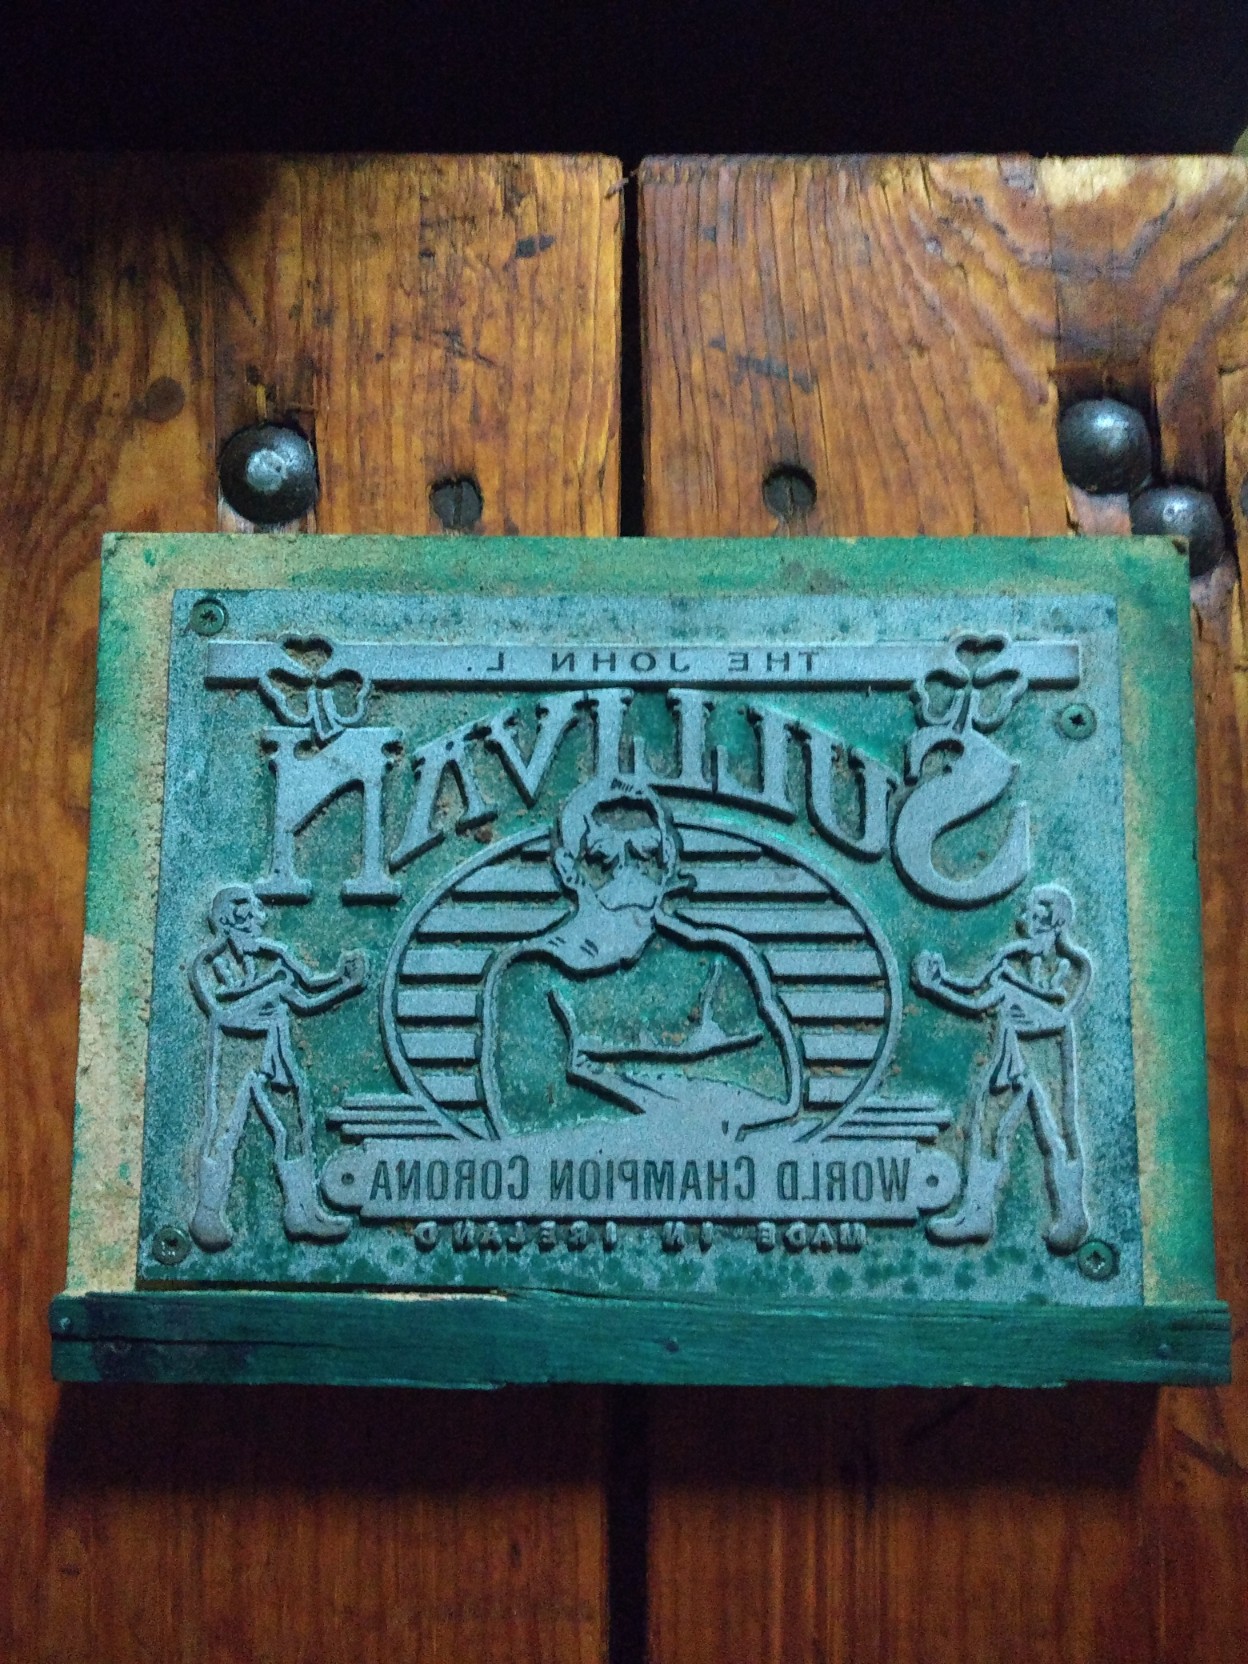 THE JOHN L.
SULLIVAN
WORLD CHAMPION CORONA
MADE IN IRELAND